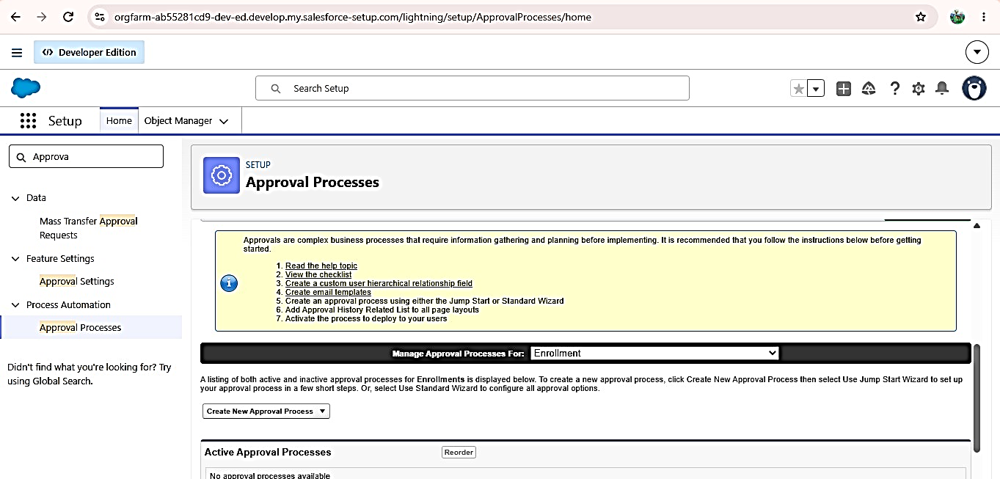 orgfarm-ab55281cd9-dev-ed.develop.my.salesforce-setup.com/lightning/setup/ApprovalProcesses/home
Developer Edition
Search Setup
Setup
Home
Object Manager
Approva
Data
Mass Transfer Approval
Requests
Feature Settings
Approval Settings
Process Automation
Approval Processes
Didn't find what you're looking for? Try
using Global Search.
SETUP
Approval Processes
Approvals are complex business processes that require information gathering and planning before implementing. It is recommended that you follow the instructions below before getting
started.
1. Read the help topic
2. View the checklist
3. Create a custom user hierarchical relationship field
4. Create email templates
5. Create an approval process using either the Jump Start or Standard Wizard
6. Add Approval History Related List to all page layouts
7. Activate the process to deploy to your users
Manage Approval Processes For: Enrollment
A listing of both active and inactive approval processes for Enrollments is displayed below. To create a new approval process, click Create New Approval Process then select Use Jump Start Wizard to set up
your approval process in a few short steps. Or, select Use Standard Wizard to configure all approval options.
Create New Approval Process
Active Approval Processes
Reorder
No approval processes available